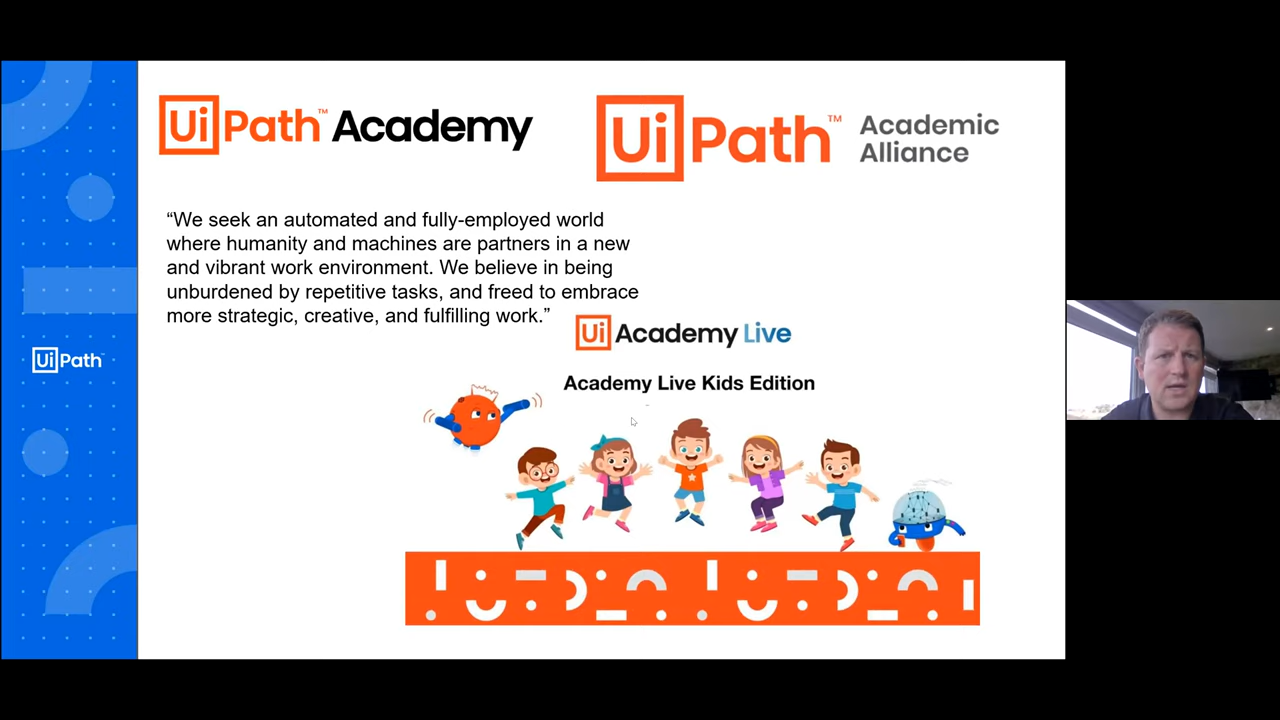 UiPath™ Academy
UiPath™ Academic
Alliance
“We seek an automated and fully-employed world
where humanity and machines are partners in a new
and vibrant work environment. We believe in being
unburdened by repetitive tasks, and freed to embrace
more strategic, creative, and fulfilling work.”
Ui Academy Live
Academy Live Kids Edition
UiPath™